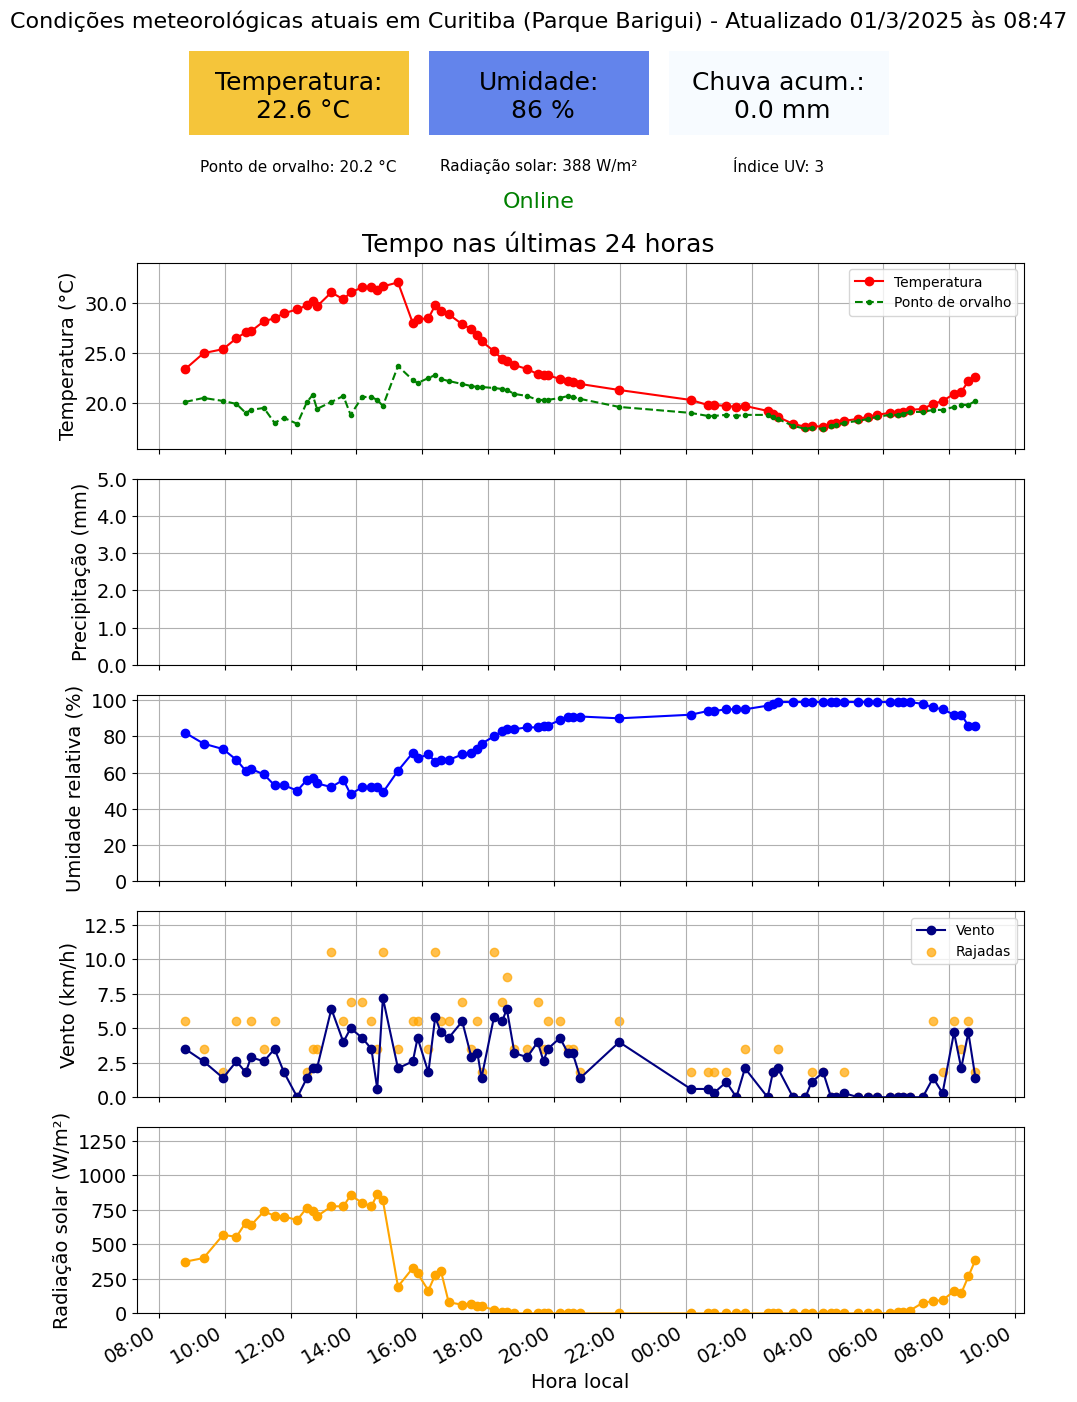 Condições meteorológicas atuais em Curitiba (Parque Barigui) - Atualizado 01/3/2025 às 08:47
Temperatura:
22.6 °C
Umidade:
86 %
Chuva acum.:
0.0 mm
Ponto de orvalho: 20.2 °C
Radiação solar: 388 W/m²
Índice UV: 3
Online
Tempo nas últimas 24 horas
Temperatura (°C)
30.0
25.0
20.0
Temperatura
Ponto de orvalho
Precipitação (mm)
5.0
4.0
3.0
2.0
1.0
0.0
Umidade relativa (%)
100
80
60
40
20
0
Vento (km/h)
12.5
10.0
7.5
5.0
2.5
0.0
Vento
Rajadas
Radiação solar (W/m²)
1250
1000
750
500
250
0
08:00
10:00
12:00
14:00
16:00
18:00
20:00
22:00
00:00
02:00
04:00
06:00
08:00
10:00
Hora local